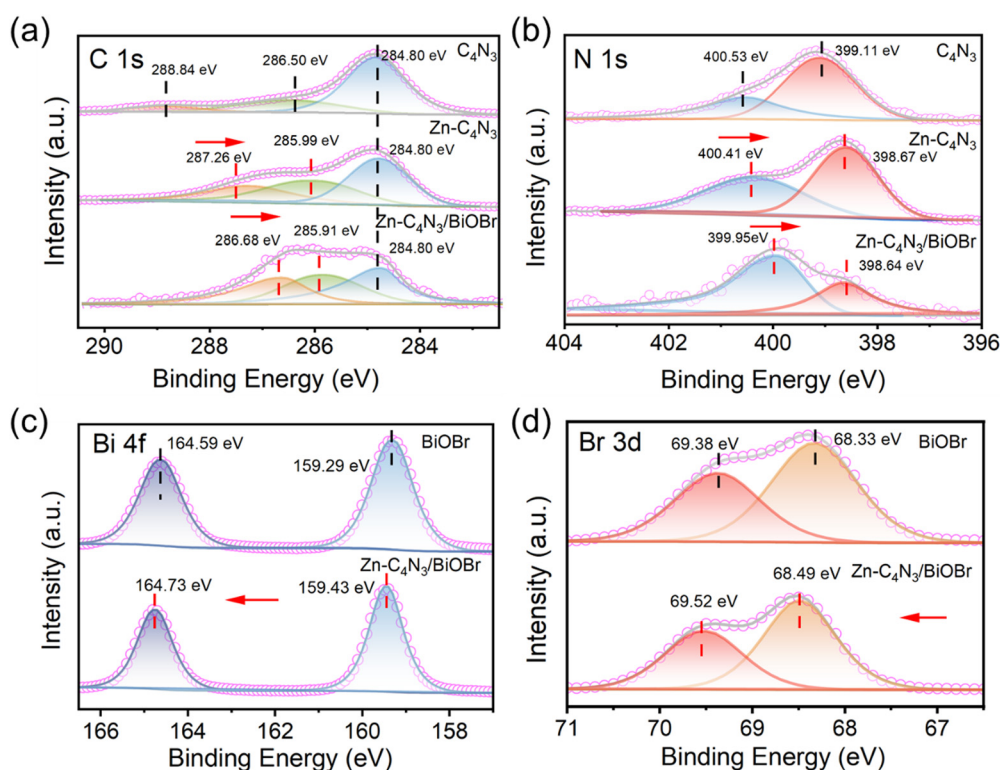 (a)
C 1s
288.84 eV
286.50 eV
284.80 eV
C₄N₃
287.26 eV
285.99 eV
Zn-C₄N₃
284.80 eV
286.68 eV
285.91 eV
Zn-C₄N₃/BiOBr
284.80 eV
290
288
286
284
Binding Energy (eV)
Intensity (a.u.)
(b)
N 1s
400.53 eV
399.11 eV
C₄N₃
400.41 eV
Zn-C₄N₃
398.67 eV
399.95eV
Zn-C₄N₃/BiOBr
398.64 eV
404
402
400
398
396
Binding Energy (eV)
Intensity (a.u.)
(c)
Bi 4f
164.59 eV
159.29 eV
BiOBr
164.73 eV
159.43 eV
Zn-C₄N₃/BiOBr
166
164
162
160
158
Binding Energy (eV)
Intensity (a.u.)
(d)
Br 3d
69.38 eV
68.33 eV
BiOBr
69.52 eV
68.49 eV
Zn-C₄N₃/BiOBr
71
70
69
68
67
Binding Energy (eV)
Intensity (a.u.)